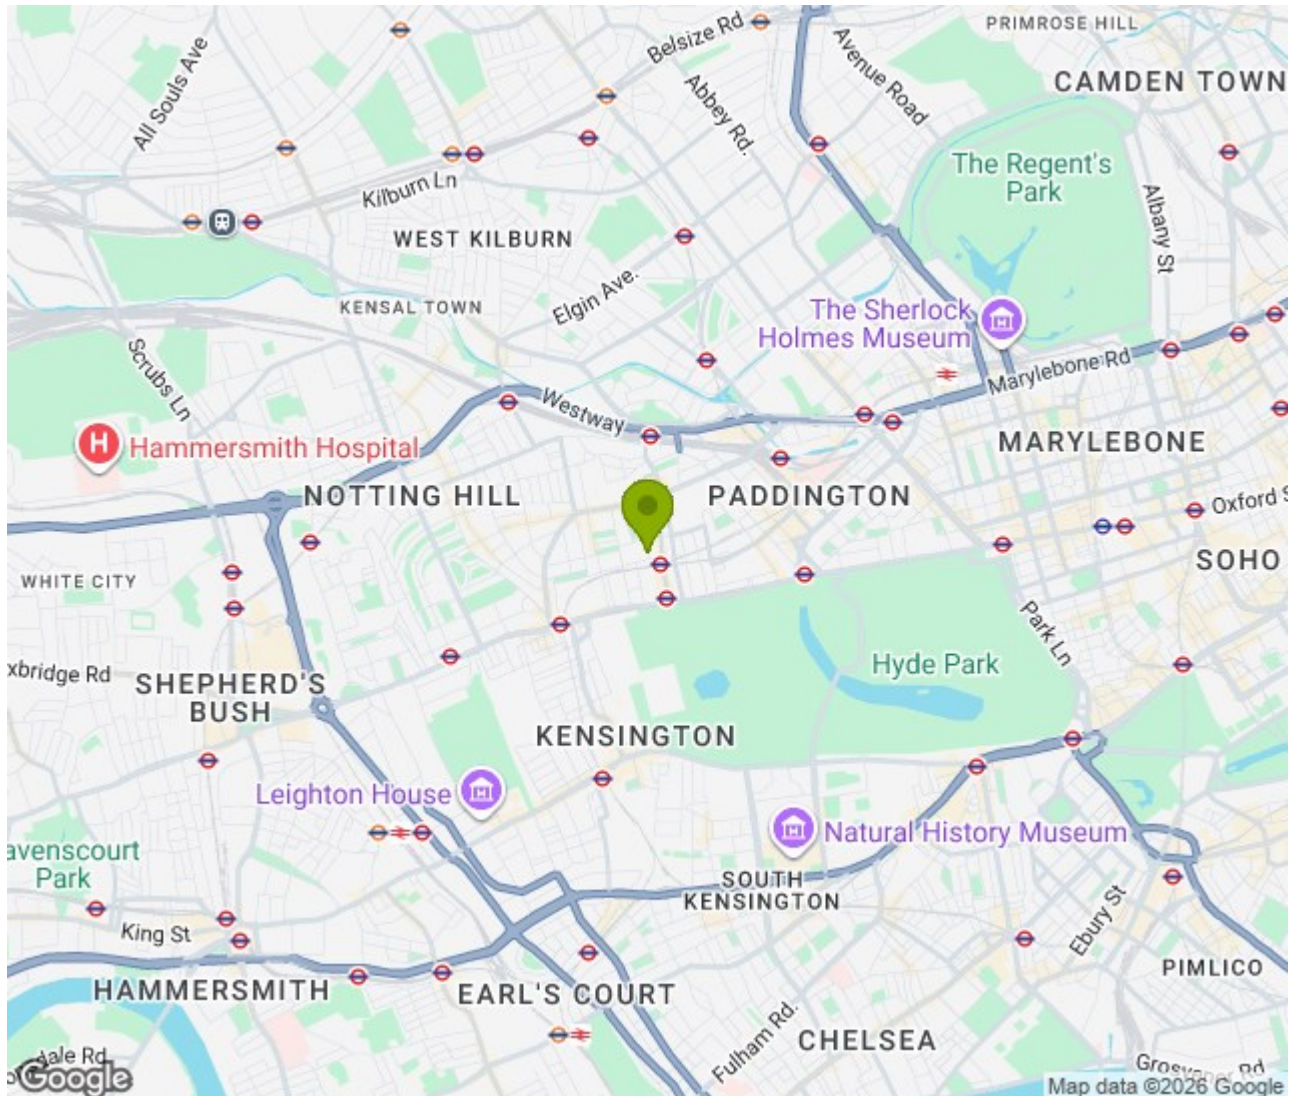 PRIMROSE HILL
Belsize Rd
Avenue Road
All Souls Ave
CAMDEN TOWN
Abbey Rd.
The Regent's
Park
Kilburn Ln
Albany St
WEST KILBURN
Elgin Ave.
KENSAL TOWN
The Sherlock
Holmes Museum
Scrubs Ln
Marylebone Rd
Westway
H
Hammersmith Hospital
MARYLEBONE
NOTTING HILL
PADDINGTON
Oxford S
SOHO
WHITE CITY
Park Ln
xbridge Rd
Hyde Park
SHEPHERD'S
BUSH
KENSINGTON
Leighton House
Natural History Museum
avenscourt
Park
SOUTH
KENSINGTON
Ebury St
King St
PIMLICO
HAMMERSMITH
EARL'S COURT
Fulham Rd.
CHELSEA
dale Rd
Grosvenor Rd
Google
Map data ©2026 Google